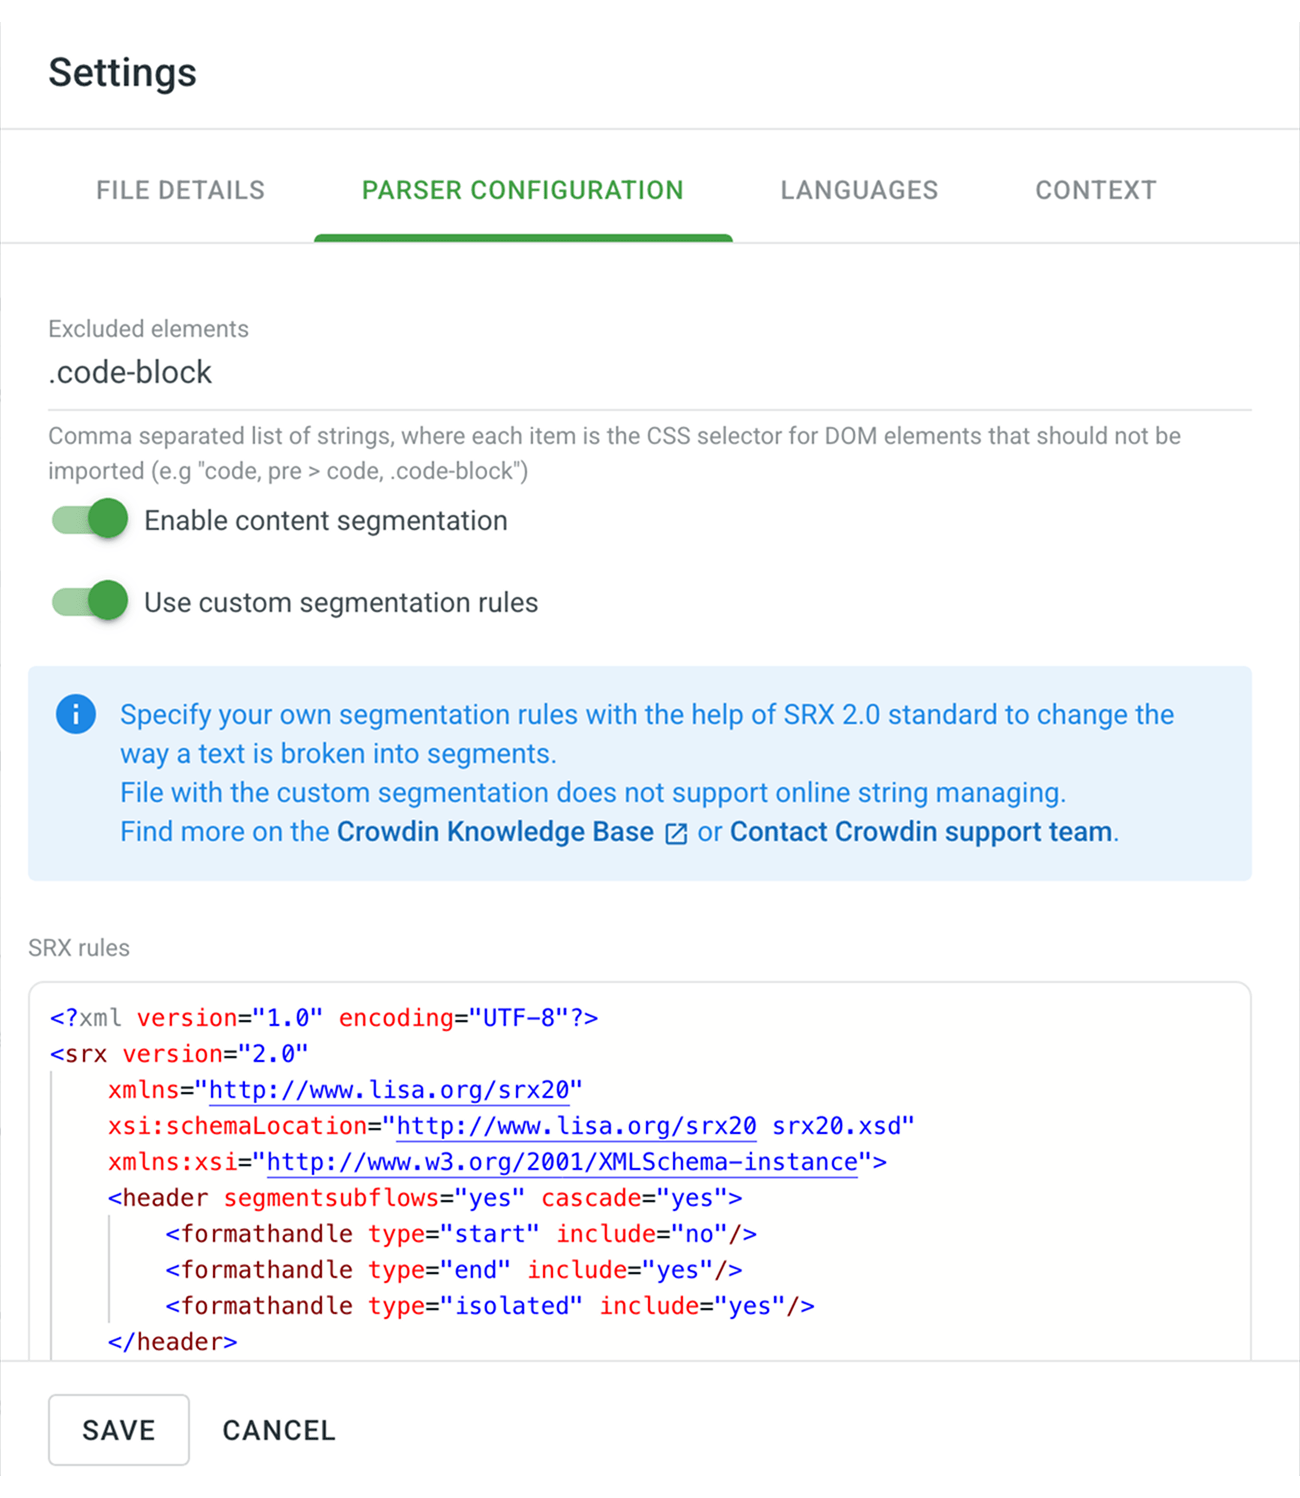 Settings
FILE DETAILS PARSER CONFIGURATION LANGUAGES CONTEXT
Excluded elements
.code-block
Comma separated list of strings, where each item is the CSS selector for DOM elements that should not be
imported (e.g "code, pre > code, .code-block")
Enable content segmentation
Use custom segmentation rules
Specify your own segmentation rules with the help of SRX 2.0 standard to change the
way a text is broken into segments.
File with the custom segmentation does not support online string managing.
Find more on the Crowdin Knowledge Base or Contact Crowdin support team.
SRX rules
<?xml version="1.0" encoding="UTF-8"?>
<srx version="2.0"
xmlns="http://www.lisa.org/srx20"
xsi:schemaLocation="http://www.lisa.org/srx20 srx20.xsd"
xmlns:xsi="http://www.w3.org/2001/XMLSchema-instance">
<header segmentsubflows="yes" cascade="yes">
<formathandle type="start" include="no"/>
<formathandle type="end" include="yes"/>
<formathandle type="isolated" include="yes"/>
</header>
SAVE CANCEL